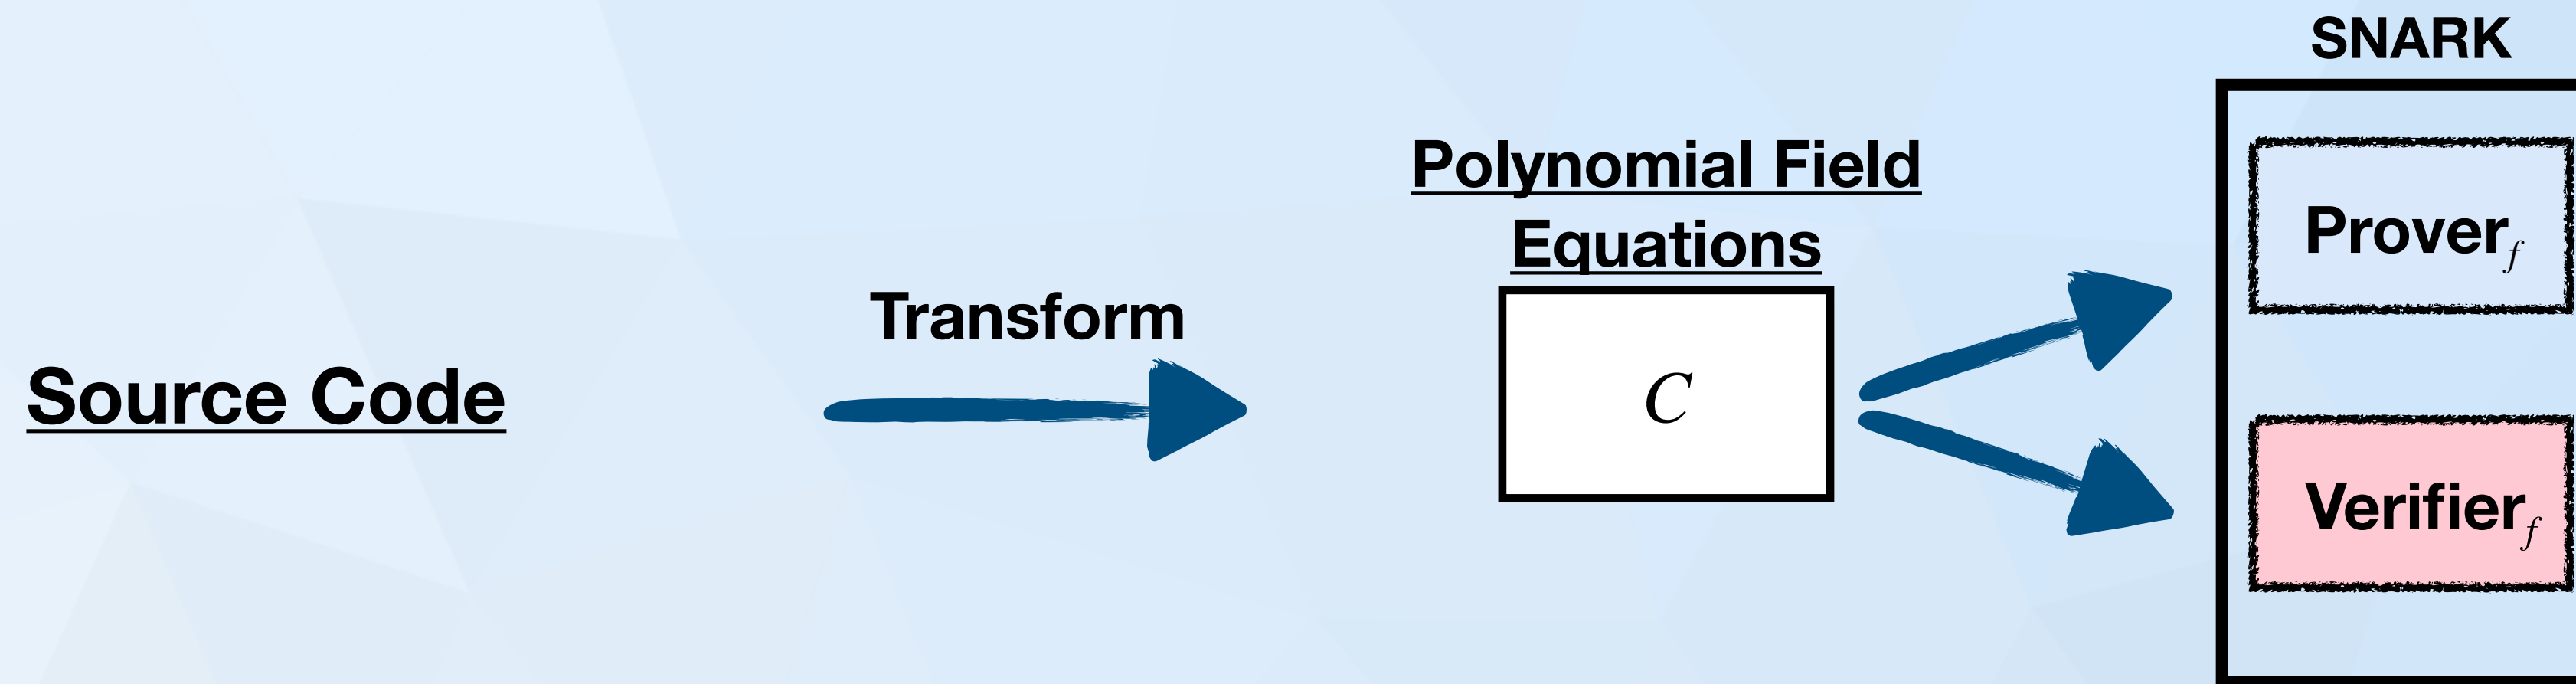 Source Code
Transform
Polynomial Field
Equations
C
SNARK
Prover_f
Verifier_f